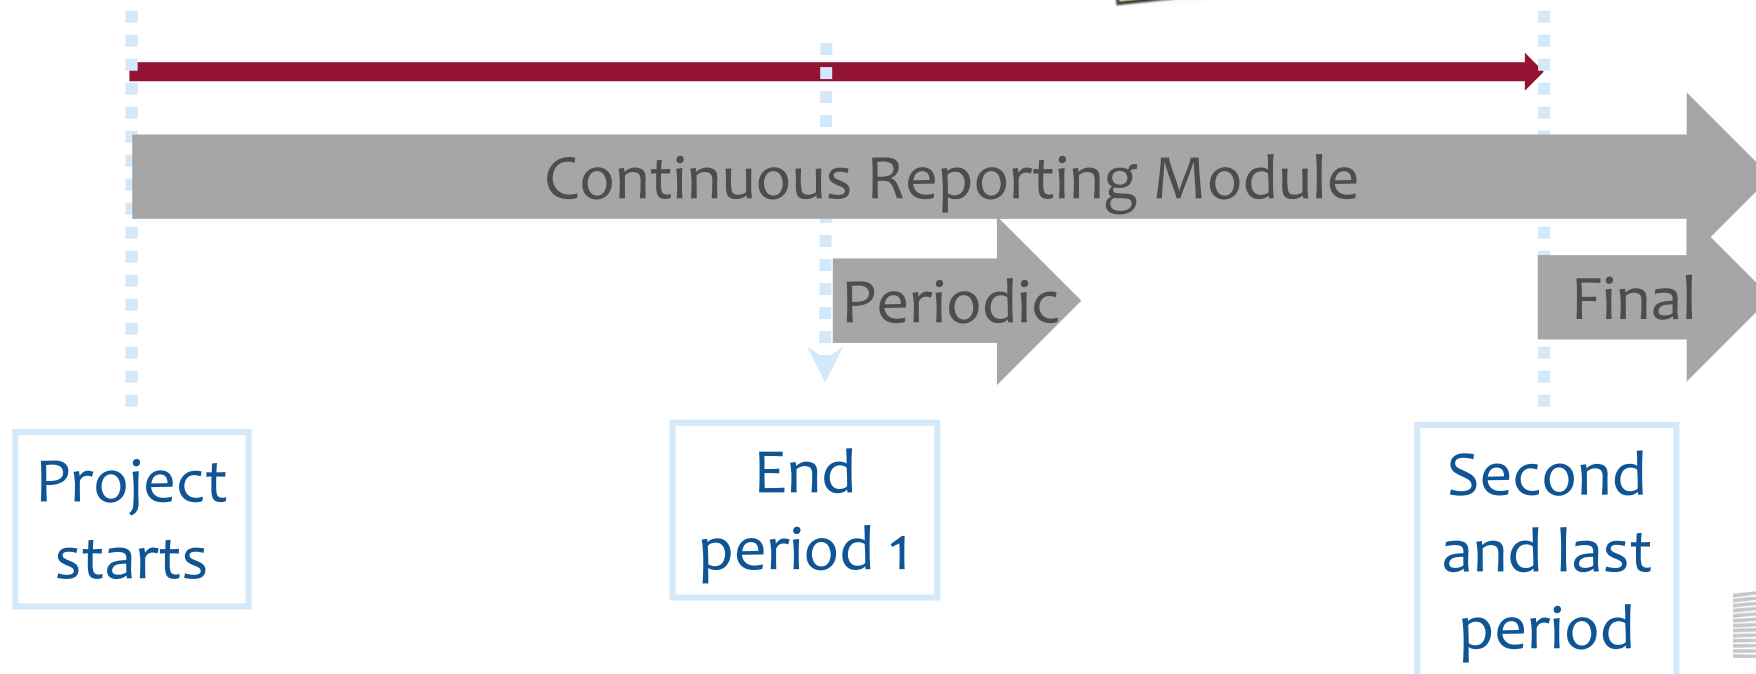 Continuous Reporting Module
Periodic
Final
Project
starts
End
period 1
Second
and last
period